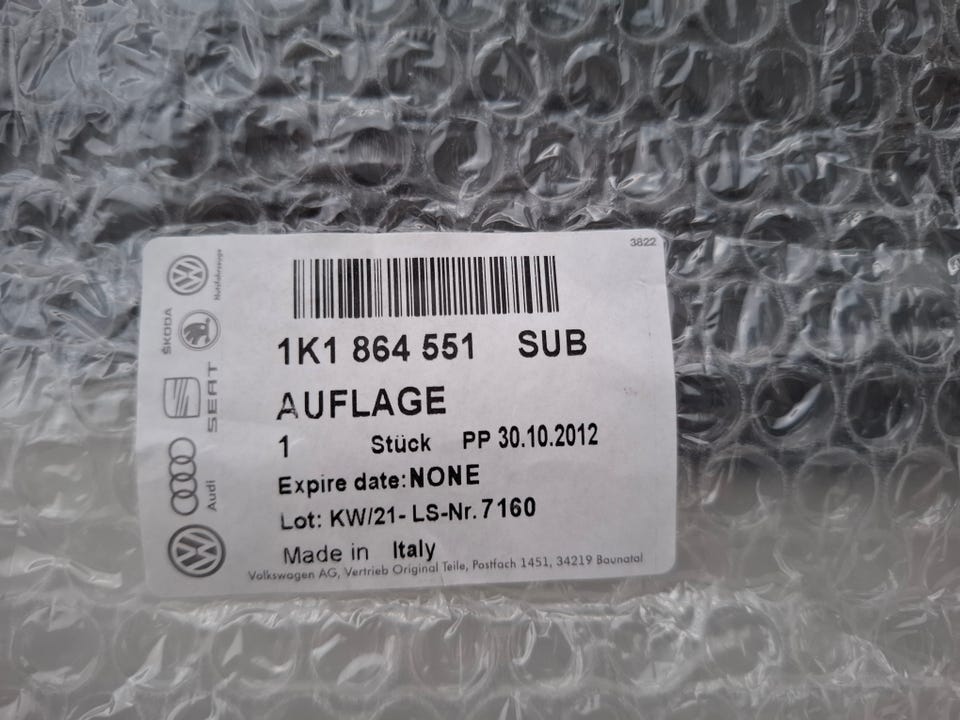 3822
Nutzfahrzeuge
ŠKODA
SEAT
Audi
1K1 864 551 SUB
AUFLAGE
1 Stück PP 30.10.2012
Expire date:NONE
Lot: KW/21- LS-Nr. 7160
Made in Italy
Volkswagen AG, Vertrieb Original Teile, Postfach 1451, 34219 Baunatal